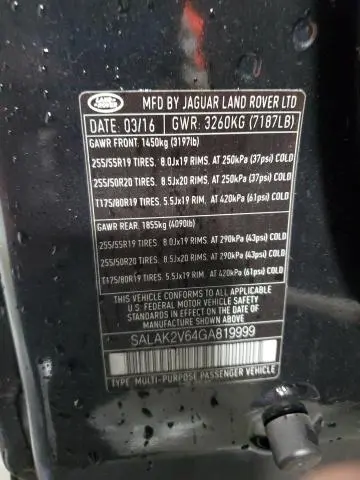 LAND ROVER
MFD BY JAGUAR LAND ROVER LTD
DATE: 03/16 GWR: 3260KG (7187LB)
GAWR FRONT: 1450kg (3197lb)
255/55R19 TIRES, 8.0Jx19 RIMS, AT 250kPa (37psi) COLD
255/50R20 TIRES, 8.5Jx20 RIMS, AT 250kPa (37psi) COLD
T175/80R19 TIRES, 5.5Jx19 RIM, AT 420kPa (61psi) COLD
GAWR REAR: 1855kg (4090lb)
255/55R19 TIRES, 8.0Jx19 RIMS, AT 290kPa (43psi) COLD
255/50R20 TIRES, 8.5Jx20 RIMS, AT 290kPa (43psi) COLD
T175/80R19 TIRES, 5.5Jx19 RIM, AT 420kPa (61psi) COLD
THIS VEHICLE CONFORMS TO ALL APPLICABLE
U.S. FEDERAL MOTOR VEHICLE SAFETY
STANDARDS IN EFFECT ON THE DATE OF
MANUFACTURE SHOWN ABOVE.
SALAK2V64GA819999
TYPE: MULTI-PURPOSE PASSENGER VEHICLE